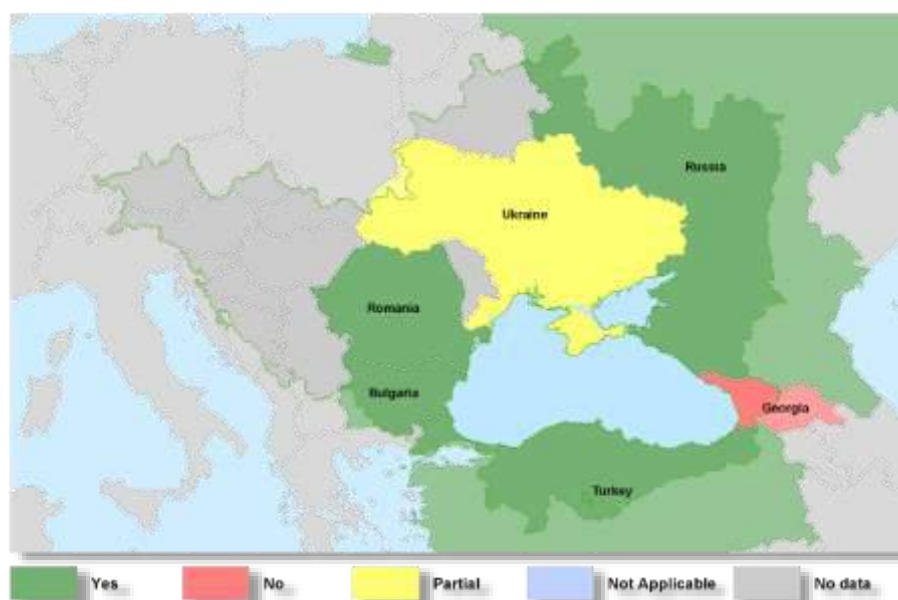 Russia
Ukraine
Romania
Bulgaria
Georgia
Turkey
Yes
No
Partial
Not Applicable
No data